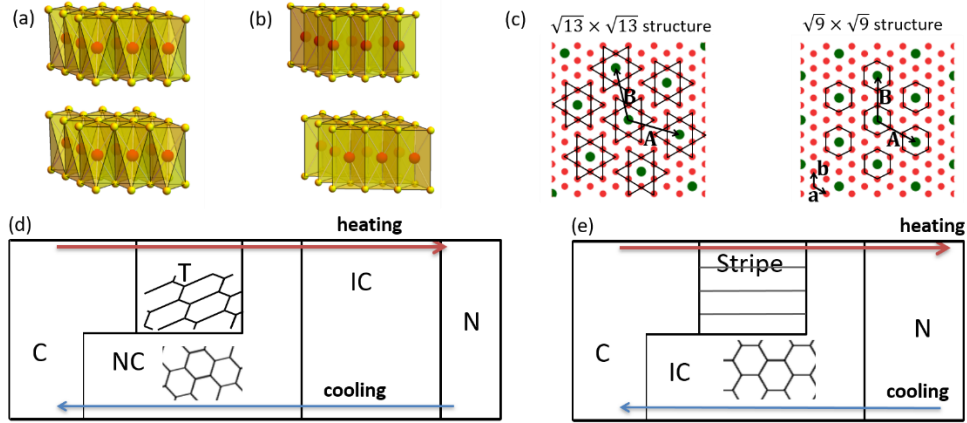 (a)
(b)
(c)
√13 × √13 structure
√9 × √9 structure
B
A
B
A
b
a
(d)
heating
T
IC
C
NC
N
cooling
(e)
heating
Stripe
C
IC
N
cooling